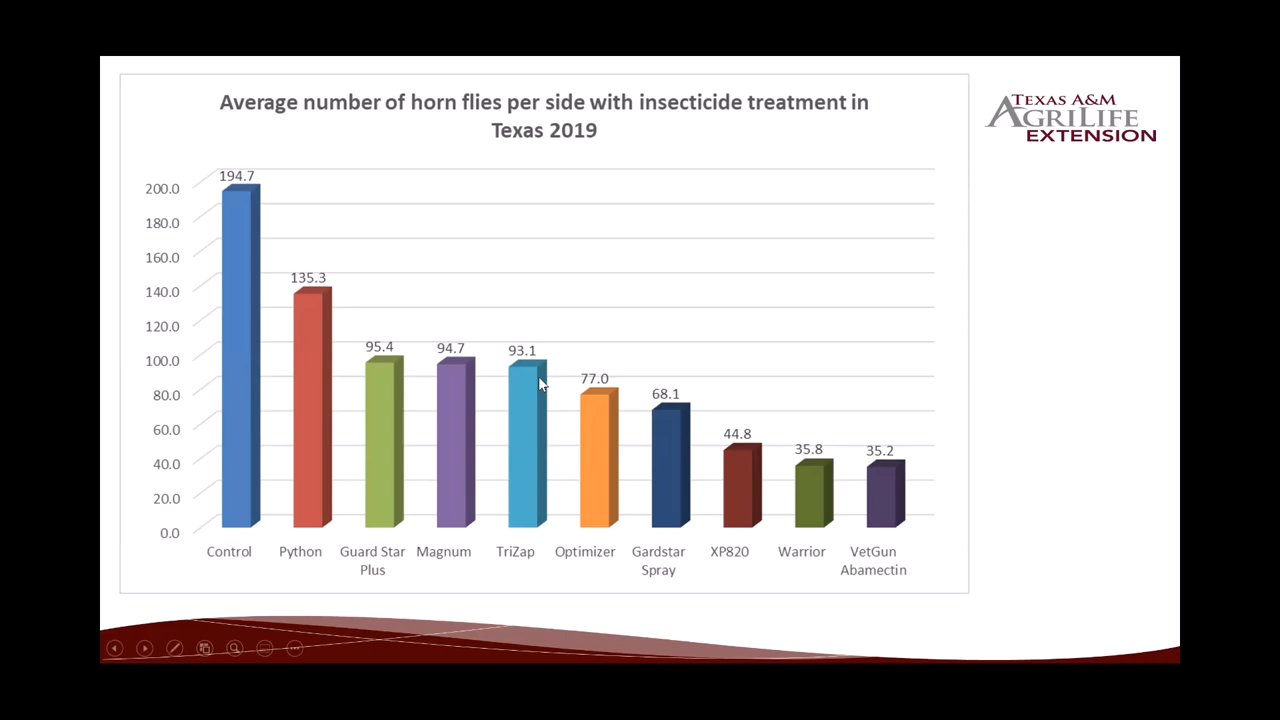 Average number of horn flies per side with insecticide treatment in
Texas 2019
TEXAS A&M
AGRILIFE
EXTENSION
200.0
180.0
160.0
140.0
120.0
100.0
80.0
60.0
40.0
20.0
0.0
194.7
135.3
95.4
94.7
93.1
77.0
68.1
44.8
35.8
35.2
Control
Python
Guard Star
Plus
Magnum
TriZap
Optimizer
Gardstar
Spray
XP820
Warrior
VetGun
Abamectin